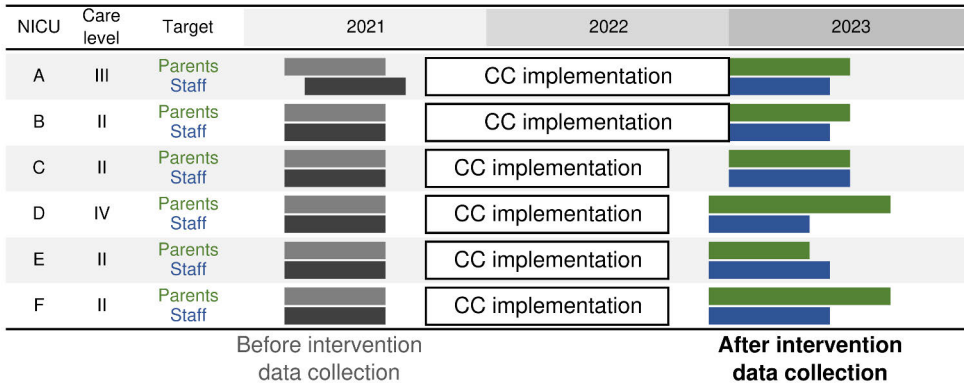 NICU Care level Target 2021 2022 2023
A III Parents Staff CC implementation
B II Parents Staff CC implementation
C II Parents Staff CC implementation
D IV Parents Staff CC implementation
E II Parents Staff CC implementation
F II Parents Staff CC implementation
Before intervention
data collection
After intervention
data collection